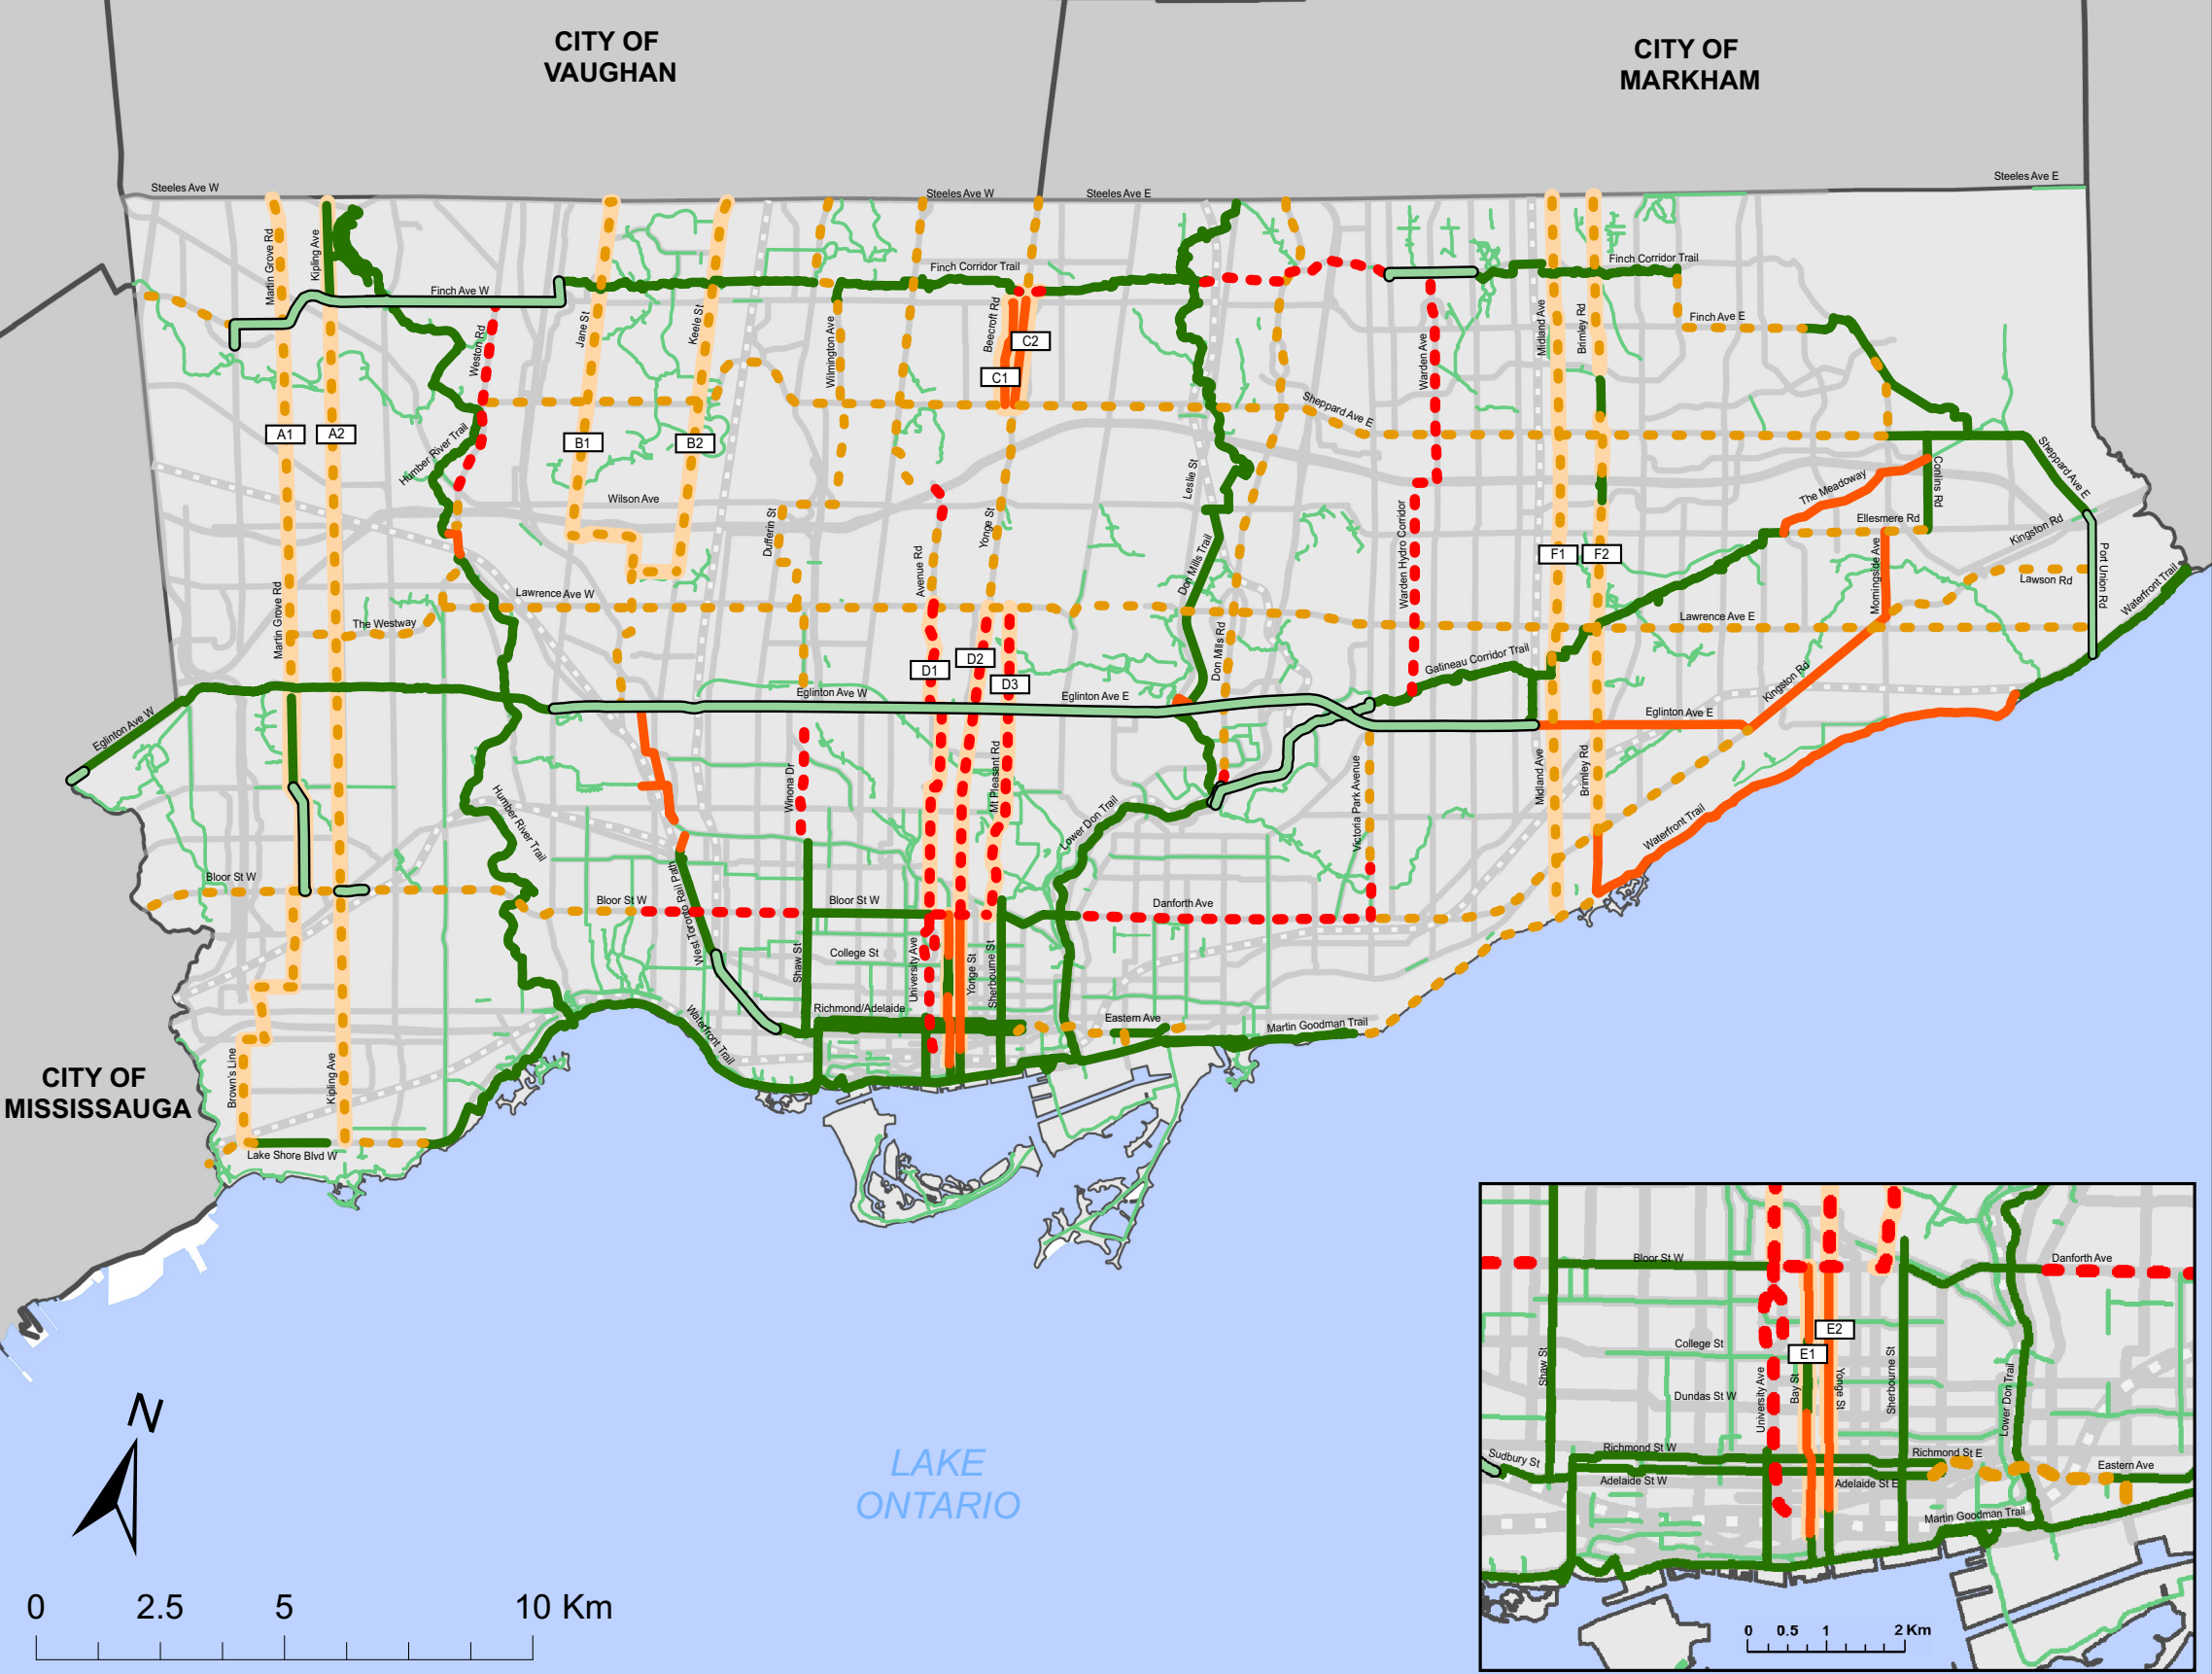 CITY OF
VAUGHAN
CITY OF
MARKHAM
Steeles Ave W
Steeles Ave W
Steeles Ave E
Steeles Ave E
Martin Grove Rd
Kipling Ave
Finch Ave W
Finch Corridor Trail
Finch Corridor Trail
Finch Ave E
Weston Rd
Jane St
Keele St
Wilmington Ave
Beecroft Rd
C2
C1
Warden Ave
Midland Ave
Brimley Rd
Sheppard Ave E
A1
A2
B1
B2
Humber River Trail
Wilson Ave
Dufferin St
Yonge St
Leslie St
Warden Hydro Corridor
The Meadoway
Conlins Rd
Sheppard Ave E
Ellesmere Rd
Kingston Rd
F1
F2
Avenue Rd
Don Mills Trail
Morningside Ave
Lawson Rd
Port Union Rd
Waterfront Trail
Martin Grove Rd
Lawrence Ave W
The Westway
Lawrence Ave E
Don Mills Rd
D1
D2
D3
Gatineau Corridor Trail
Kingston Rd
Eglinton Ave W
Eglinton Ave W
Eglinton Ave E
Eglinton Ave E
Winona Dr
Mt Pleasant Rd
Midland Ave
Brimley Rd
Humber River Trail
Lower Don Trail
Victoria Park Avenue
Waterfront Trail
Bloor St W
Bloor St W
Bloor St W
Danforth Ave
West Toronto Rail Path
Shaw St
College St
University Ave
Yonge St
Sherbourne St
Richmond/Adelaide
Eastern Ave
Martin Goodman Trail
Waterfront Trail
Brown's Line
Kipling Ave
CITY OF
MISSISSAUGA
Lake Shore Blvd W
LAKE
ONTARIO
N
0 2.5 5 10 Km
Bloor St W
Danforth Ave
E2
E1
College St
Shaw St
Dundas St W
University Ave
Bay St
Yonge St
Sherbourne St
Lower Don Trail
Sudbury St
Richmond St W
Richmond St E
Adelaide St W
Adelaide St E
Eastern Ave
Martin Goodman Trail
0 0.5 1 2 Km